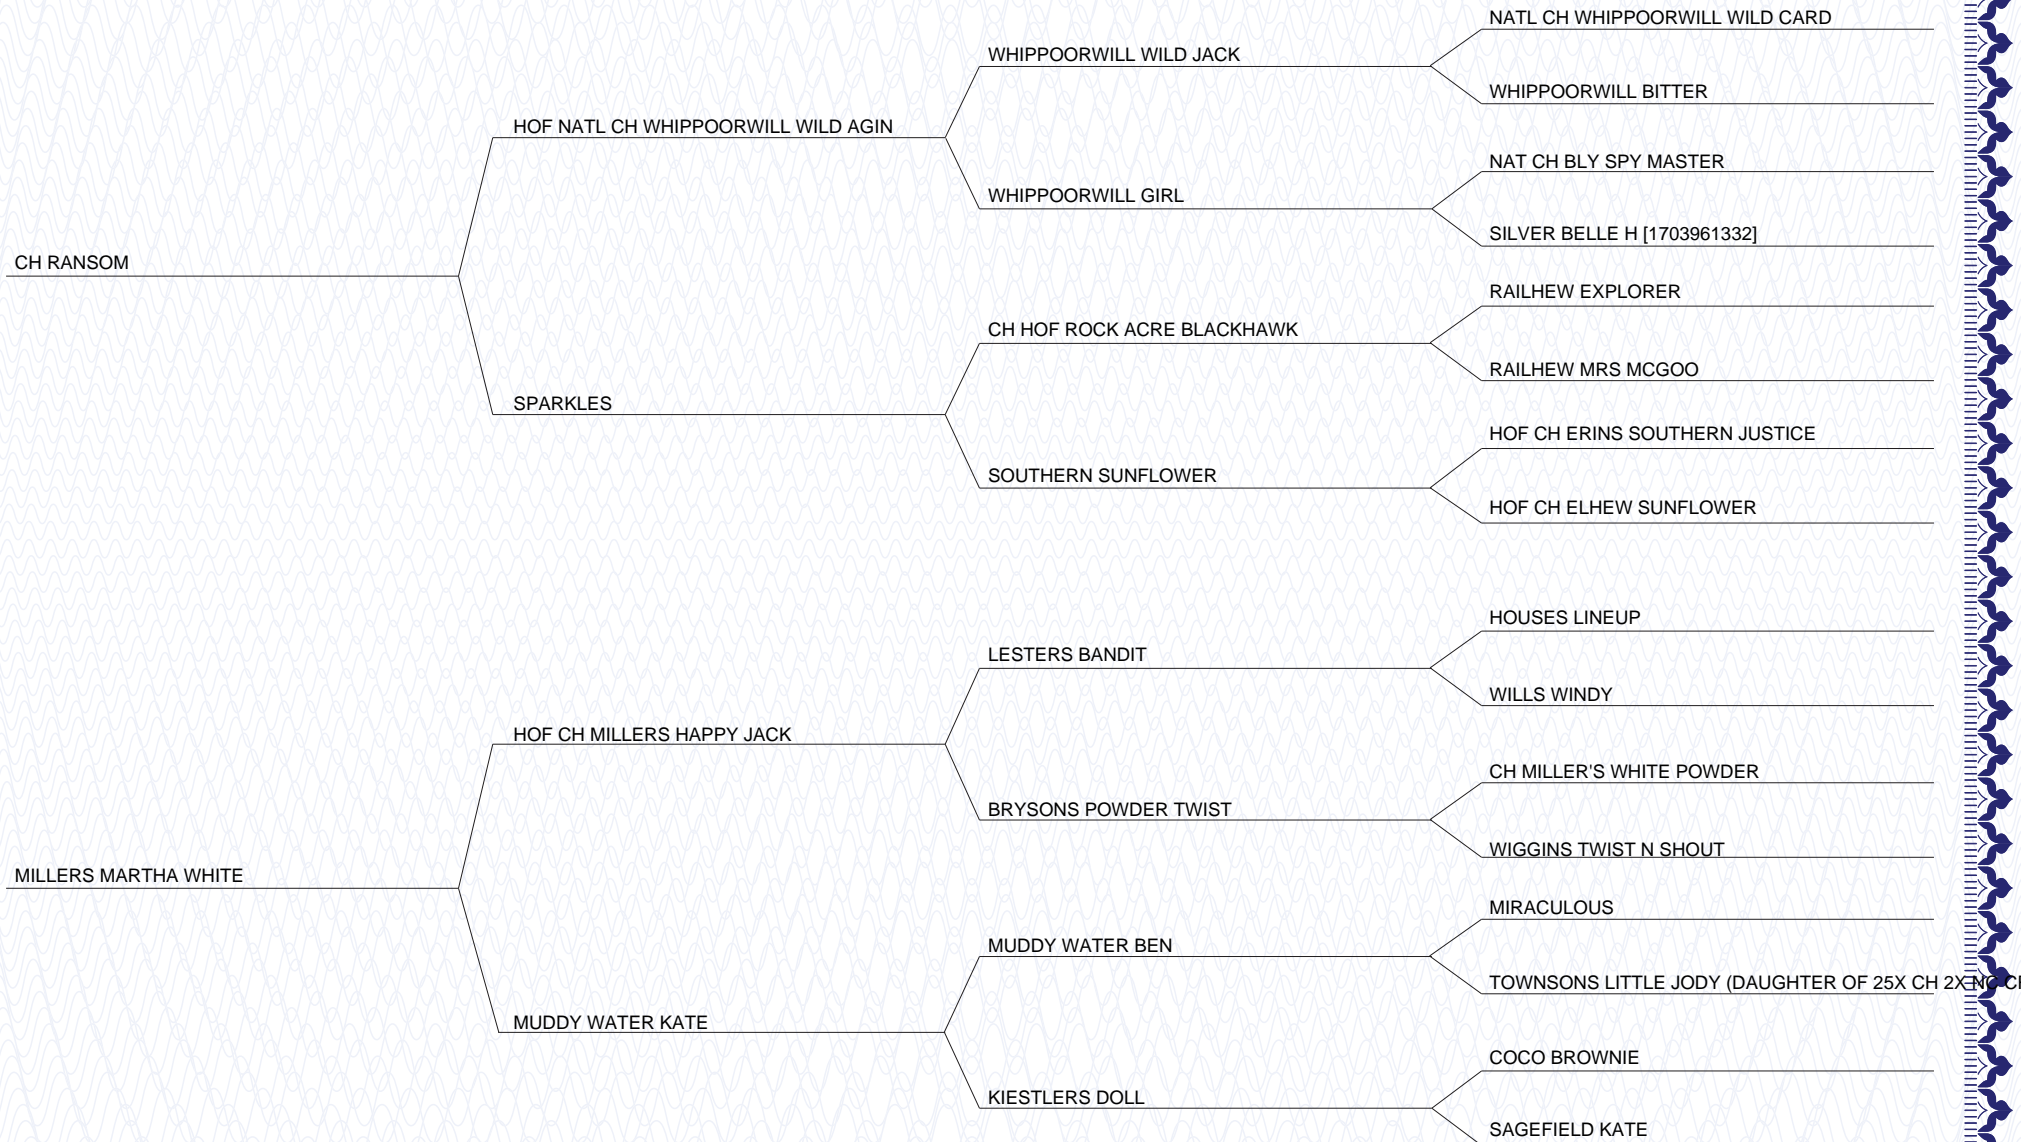 NATL CH WHIPPOORWILL WILD CARD
WHIPPOORWILL WILD JACK
WHIPPOORWILL BITTER
HOF NATL CH WHIPPOORWILL WILD AGIN
NAT CH BLY SPY MASTER
WHIPPOORWILL GIRL
SILVER BELLE H [1703961332]
CH RANSOM
RAILHEW EXPLORER
CH HOF ROCK ACRE BLACKHAWK
RAILHEW MRS MCGOO
SPARKLES
HOF CH ERINS SOUTHERN JUSTICE
SOUTHERN SUNFLOWER
HOF CH ELHEW SUNFLOWER
HOUSES LINEUP
LESTERS BANDIT
WILLS WINDY
HOF CH MILLERS HAPPY JACK
CH MILLER'S WHITE POWDER
BRYSONS POWDER TWIST
WIGGINS TWIST N SHOUT
MILLERS MARTHA WHITE
MIRACULOUS
MUDDY WATER BEN
TOWNSONS LITTLE JODY (DAUGHTER OF 25X CH 2X NC
MUDDY WATER KATE
COCO BROWNIE
KIESTLERS DOLL
SAGEFIELD KATE